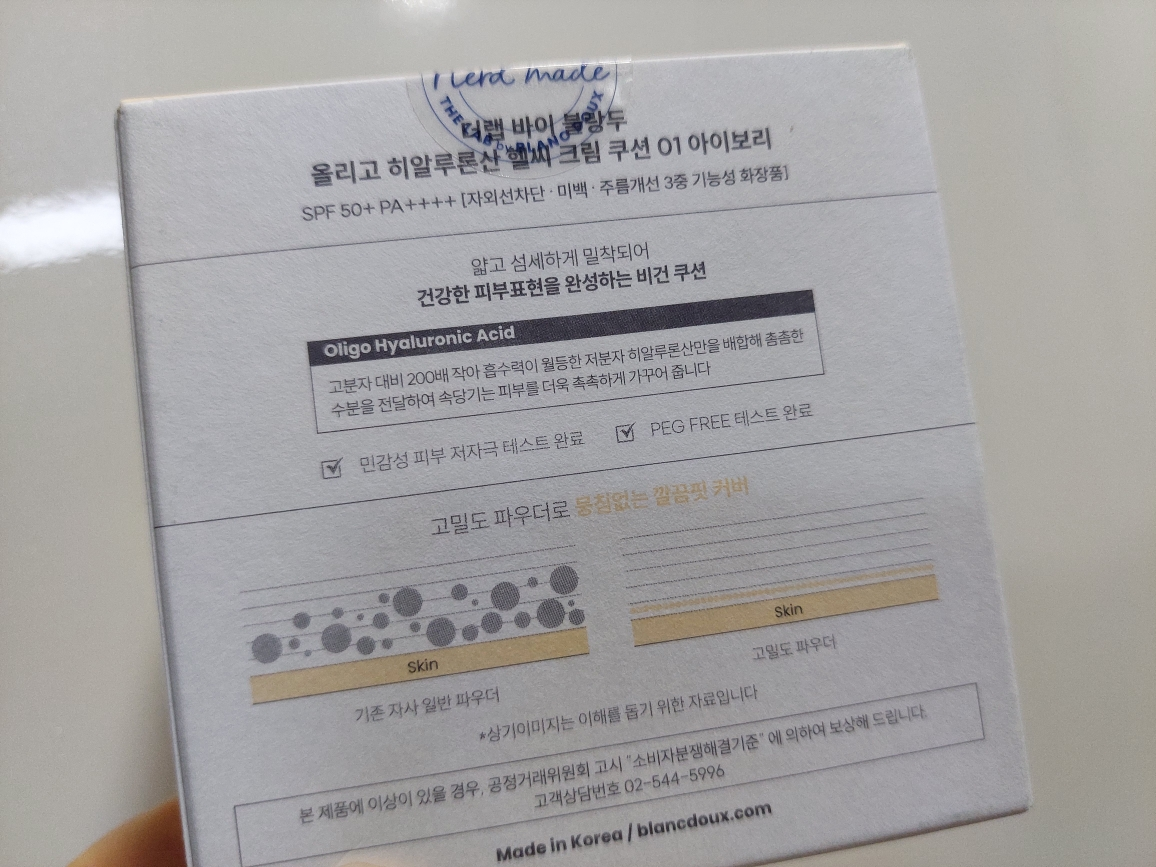 Nerd made
THE LAB by BLANC DOUX
더랩 바이 블랑두
올리고 히알루론산 헬씨 크림 쿠션 01 아이보리
SPF 50+ PA++++ [자외선차단 · 미백 · 주름개선 3중 기능성 화장품]
얇고 섬세하게 밀착되어
건강한 피부표현을 완성하는 비건 쿠션
Oligo Hyaluronic Acid
고분자 대비 200배 작아 흡수력이 월등한 저분자 히알루론산만을 배합해 촘촘한
수분을 전달하여 속당기는 피부를 더욱 촉촉하게 가꾸어 줍니다
민감성 피부 저자극 테스트 완료
PEG FREE 테스트 완료
고밀도 파우더로 뭉침없는 깔끔핏 커버
Skin
Skin
기존 자사 일반 파우더
고밀도 파우더
*상기이미지는 이해를 돕기 위한 자료입니다
본 제품에 이상이 있을 경우, 공정거래위원회 고시 "소비자분쟁해결기준" 에 의하여 보상해 드립니다.
고객상담번호 02-544-5996
Made in Korea / blancdoux.com